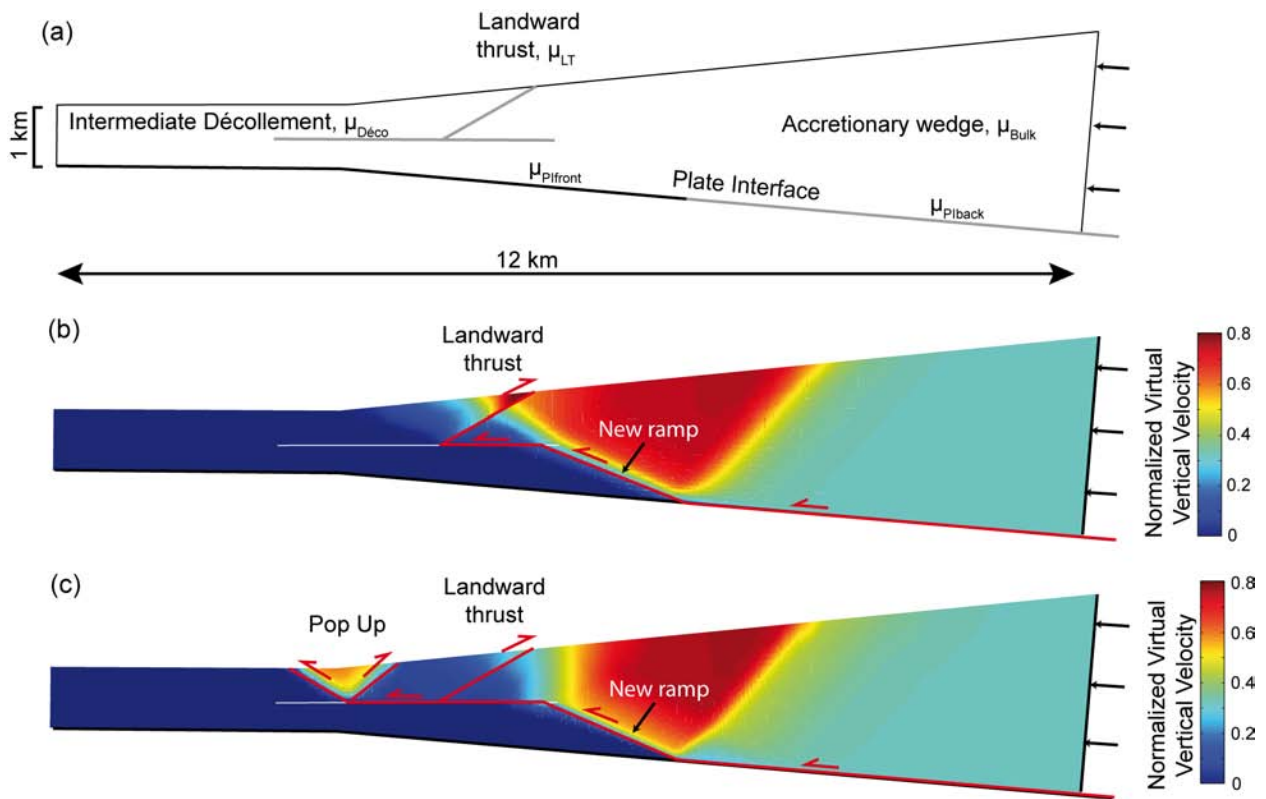 (a)
Landward
thrust, μLT
1 km
Intermediate Décollement, μDéco
Accretionary wedge, μBulk
μPIfront
Plate Interface
μPIback
12 km
(b)
Landward
thrust
New ramp
Normalized Virtual
Vertical Velocity
0.8
0.6
0.4
0.2
0
(c)
Pop Up
Landward
thrust
New ramp
Normalized Virtual
Vertical Velocity
0.8
0.6
0.4
0.2
0